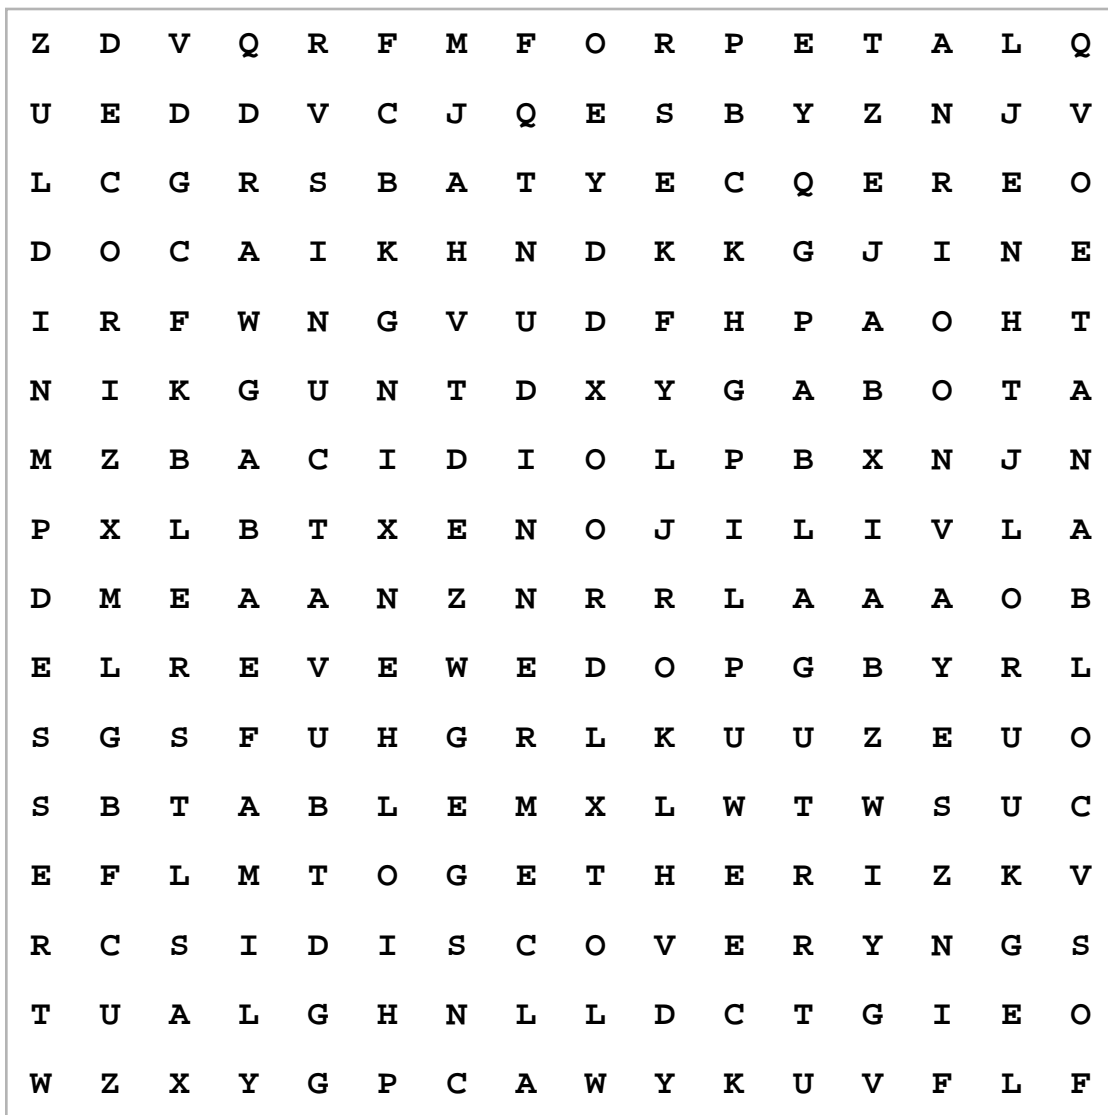 Z D V Q R F M F O R P E T A L Q
U E D D V C J Q E S B Y Z N J V
L C G R S B A T Y E C Q E R E O
D O C A I K H N D K K G J I N E
I R F W N G V U D F H P A O H T
N I K G U N T D X Y G A B O T A
M Z B A C I D I O L P B X N J N
P X L B T X E N O J I L I V L A
D M E A A N Z N R R L A A A O B
E L R E V E W E D O P G B Y R L
S G S F U H G R L K U U Z E U O
S B T A B L E M X L W T W S U C
E F L M T O G E T H E R I Z K V
R C S I D I S C O V E R Y N G S
T U A L G H N L L D C T G I E O
W Z X Y G P C A W Y K U V F L F